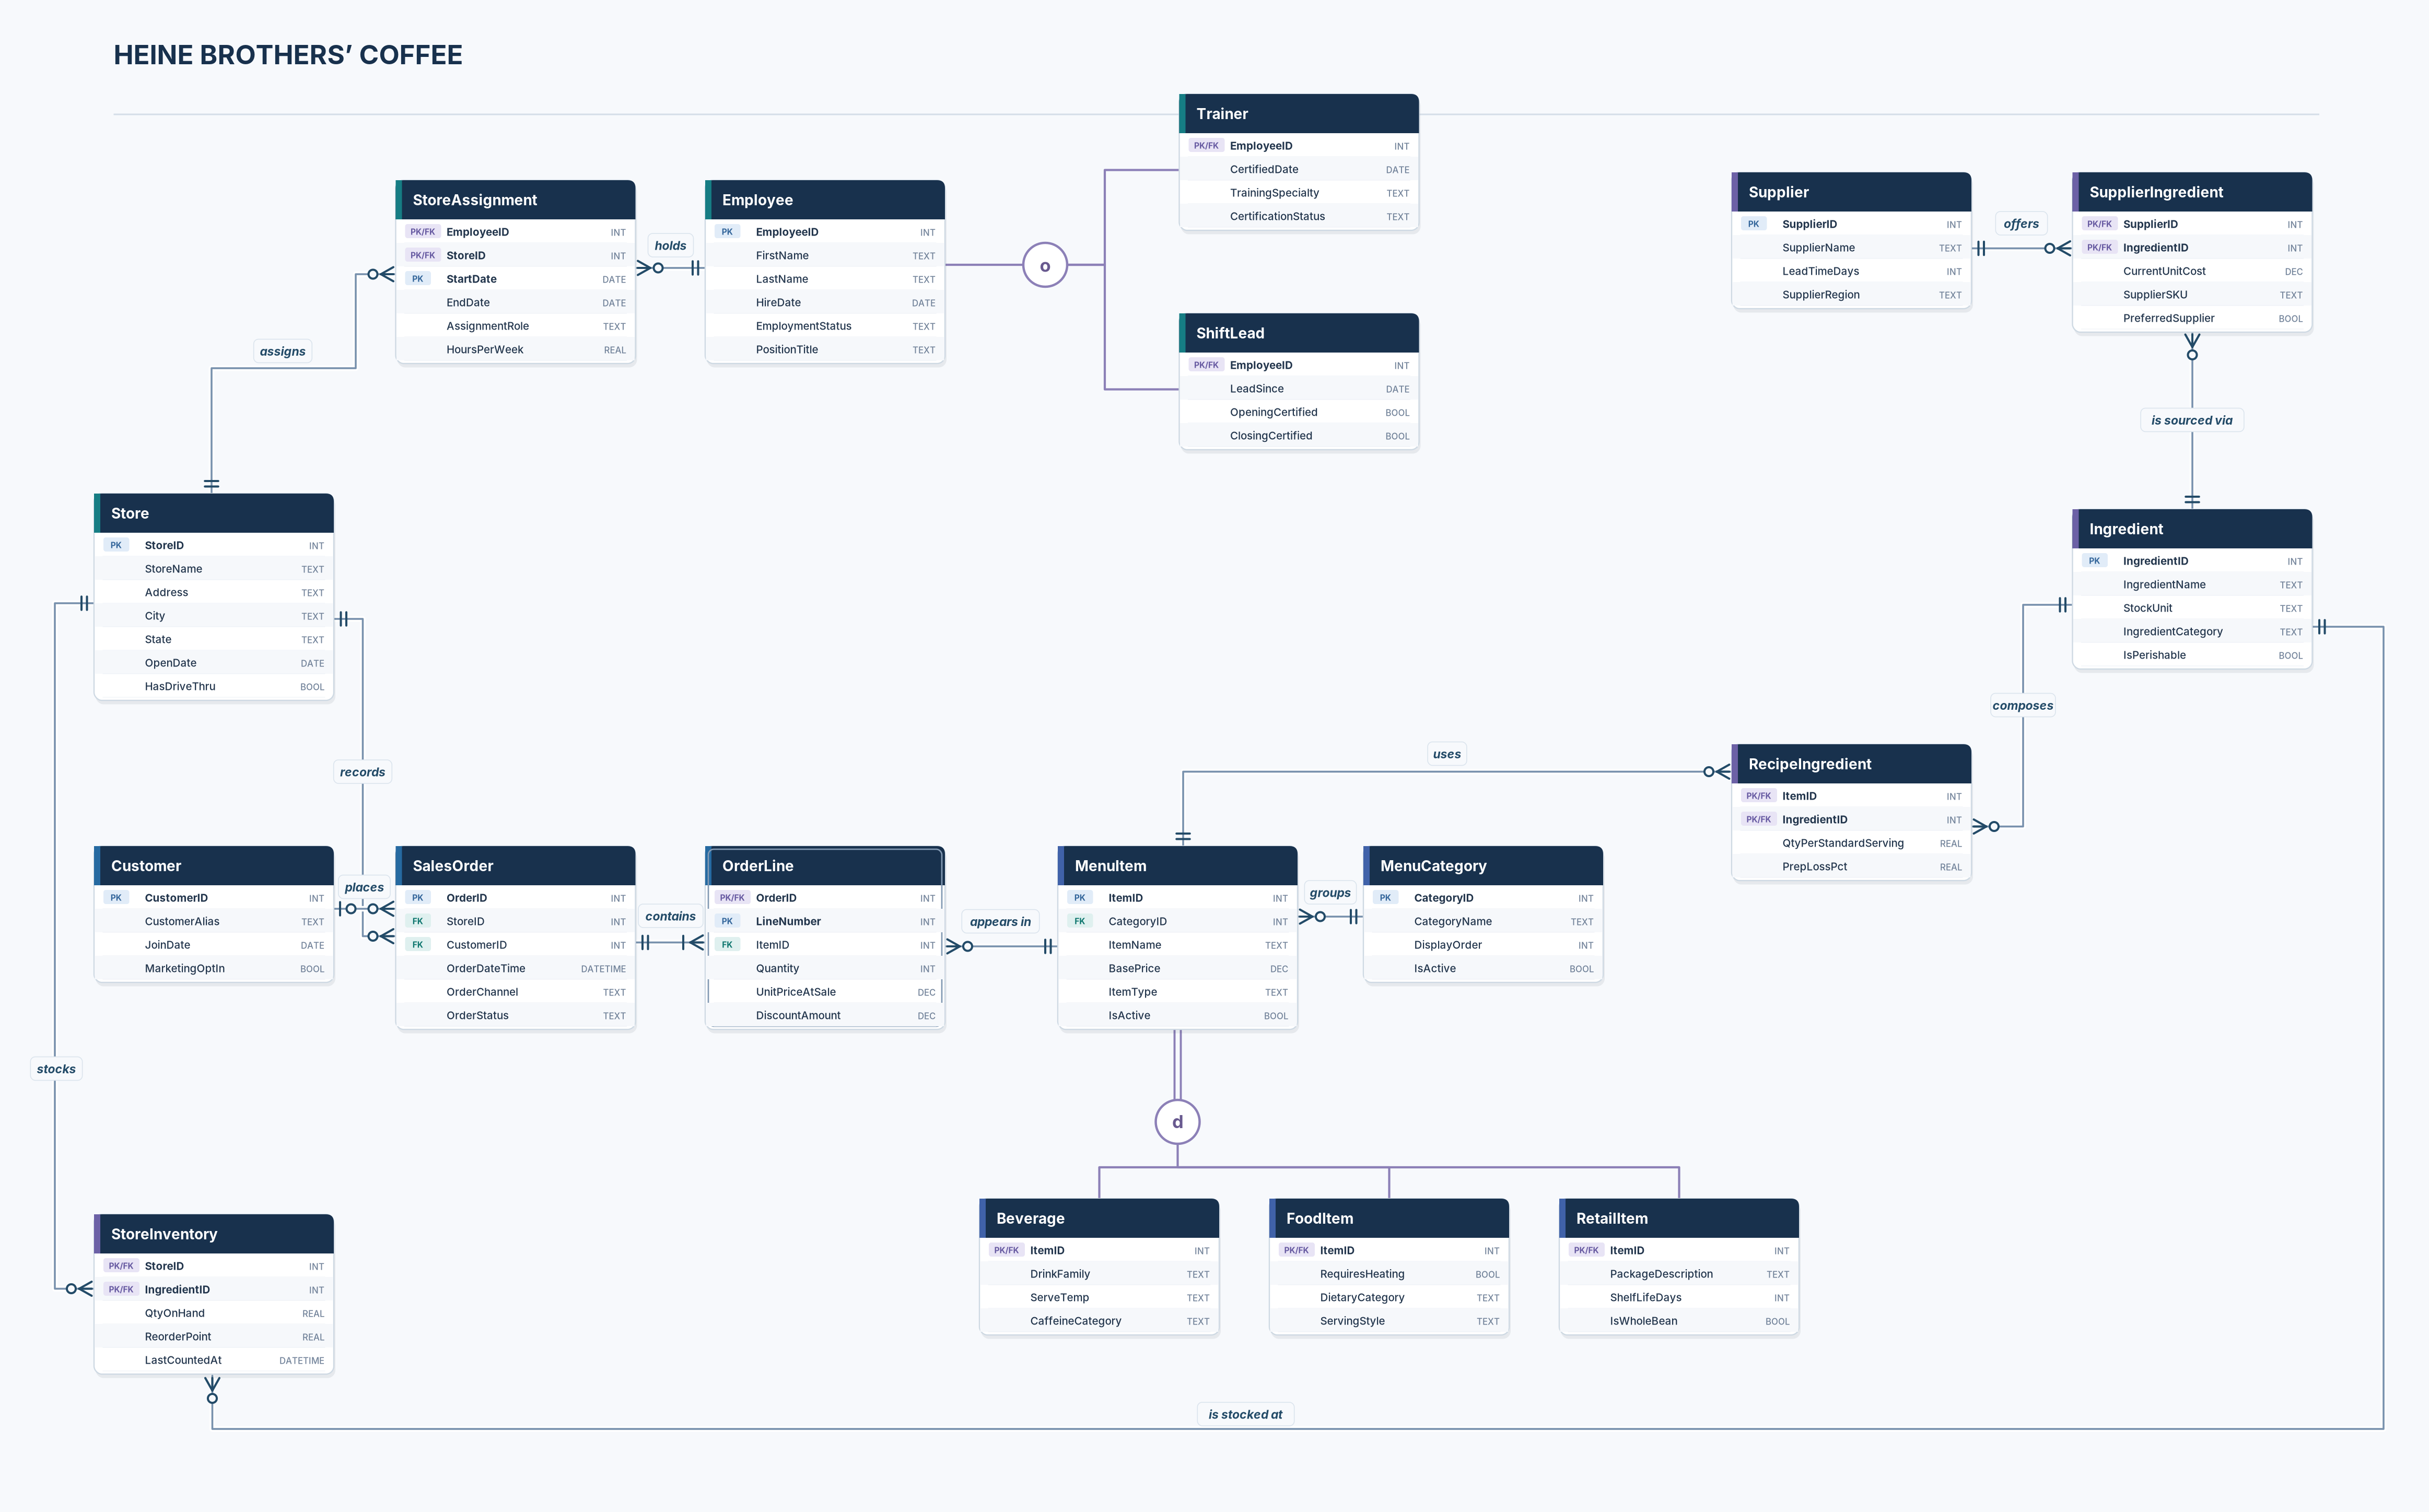 HEINE BROTHERS’ COFFEE
Trainer
PK/FK EmployeeID INT
CertifiedDate DATE
TrainingSpecialty TEXT
CertificationStatus TEXT
StoreAssignment
PK/FK EmployeeID INT
PK/FK StoreID INT
PK StartDate DATE
EndDate DATE
AssignmentRole TEXT
HoursPerWeek REAL
holds
Employee
PK EmployeeID INT
FirstName TEXT
LastName TEXT
HireDate DATE
EmploymentStatus TEXT
PositionTitle TEXT
o
Supplier
PK SupplierID INT
SupplierName TEXT
LeadTimeDays INT
SupplierRegion TEXT
offers
SupplierIngredient
PK/FK SupplierID INT
PK/FK IngredientID INT
CurrentUnitCost DEC
SupplierSKU TEXT
PreferredSupplier BOOL
ShiftLead
PK/FK EmployeeID INT
LeadSince DATE
OpeningCertified BOOL
ClosingCertified BOOL
assigns
is sourced via
Store
PK StoreID INT
StoreName TEXT
Address TEXT
City TEXT
State TEXT
OpenDate DATE
HasDriveThru BOOL
Ingredient
PK IngredientID INT
IngredientName TEXT
StockUnit TEXT
IngredientCategory TEXT
IsPerishable BOOL
composes
records
uses
RecipeIngredient
PK/FK ItemID INT
PK/FK IngredientID INT
QtyPerStandardServing REAL
PrepLossPct REAL
Customer
PK CustomerID INT
CustomerAlias TEXT
JoinDate DATE
MarketingOptIn BOOL
places
SalesOrder
PK OrderID INT
FK StoreID INT
FK CustomerID INT
OrderDateTime DATETIME
OrderChannel TEXT
OrderStatus TEXT
contains
OrderLine
PK/FK OrderID INT
PK LineNumber INT
FK ItemID INT
Quantity INT
UnitPriceAtSale DEC
DiscountAmount DEC
appears in
MenuItem
PK ItemID INT
FK CategoryID INT
ItemName TEXT
BasePrice DEC
ItemType TEXT
IsActive BOOL
groups
MenuCategory
PK CategoryID INT
CategoryName TEXT
DisplayOrder INT
IsActive BOOL
stocks
d
Beverage
PK/FK ItemID INT
DrinkFamily TEXT
ServeTemp TEXT
CaffeineCategory TEXT
FoodItem
PK/FK ItemID INT
RequiresHeating BOOL
DietaryCategory TEXT
ServingStyle TEXT
RetailItem
PK/FK ItemID INT
PackageDescription TEXT
ShelfLifeDays INT
IsWholeBean BOOL
StoreInventory
PK/FK StoreID INT
PK/FK IngredientID INT
QtyOnHand REAL
ReorderPoint REAL
LastCountedAt DATETIME
is stocked at